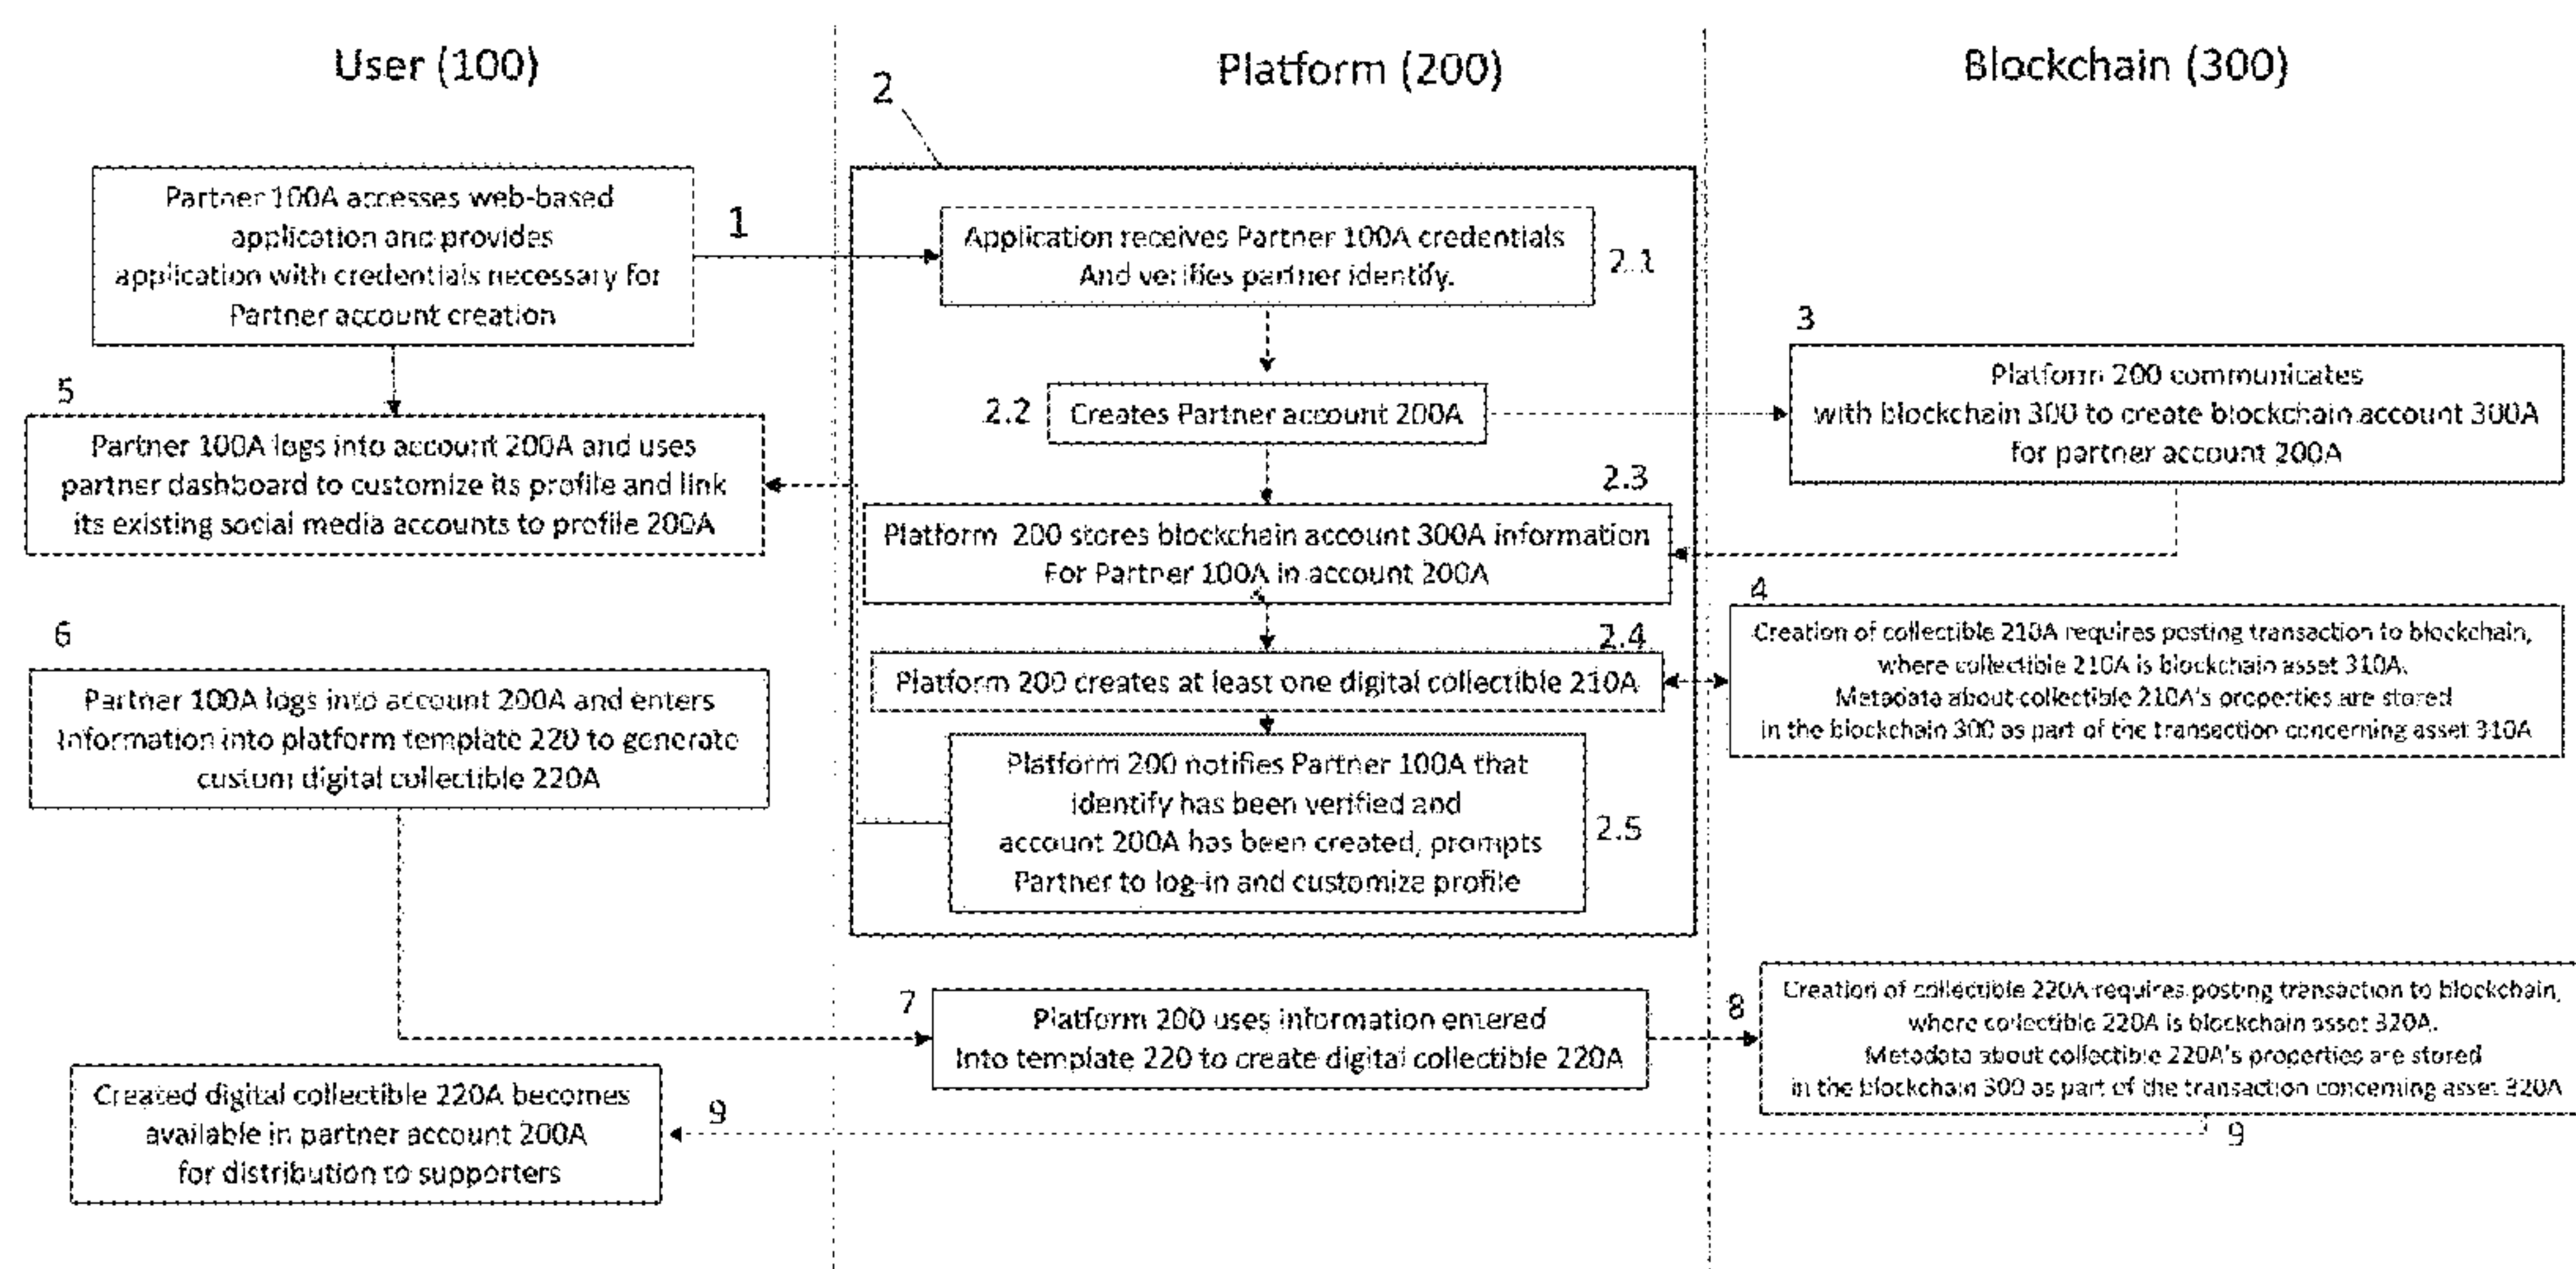 User (100)
Platform (200)
Blockchain (300)
2
Partner 100A accesses web-based
application and provides
application with credentials necessary for
Partner account creation
1
Application receives Partner 100A credentials
And verifies partner identify.
2.1
2.2
Creates Partner account 200A
3
Platform 200 communicates
with blockchain 300 to create blockchain account 300A
for partner account 200A
5
Partner 100A logs into account 200A and uses
partner dashboard to customize its profile and link
its existing social media accounts to profile 200A
2.3
Platform 200 stores blockchain account 300A information
For Partner 100A in account 200A
2.4
Platform 200 creates at least one digital collectible 210A
4
Creation of collectible 210A requires posting transaction to blockchain,
where collectible 210A is blockchain asset 310A.
Metadata about collectible 210A's properties are stored
in the blockchain 300 as part of the transaction concerning asset 310A
6
Partner 100A logs into account 200A and enters
Information into platform template 220 to generate
custom digital collectible 220A
Platform 200 notifies Partner 100A that
identify has been verified and
account 200A has been created, prompts
Partner to log-in and customize profile
2.5
7
Platform 200 uses information entered
Into template 220 to create digital collectible 220A
8
Creation of collectible 220A requires posting transaction to blockchain,
where collectible 220A is blockchain asset 320A.
Metadata about collectible 220A's properties are stored
in the blockchain 300 as part of the transaction concerning asset 320A
Created digital collectible 220A becomes
available in partner account 200A
for distribution to supporters
9
9